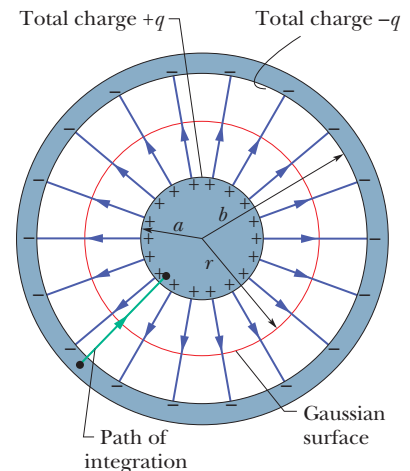 Total charge +q
Total charge –q
a
b
r
Gaussian
surface
Path of
integration